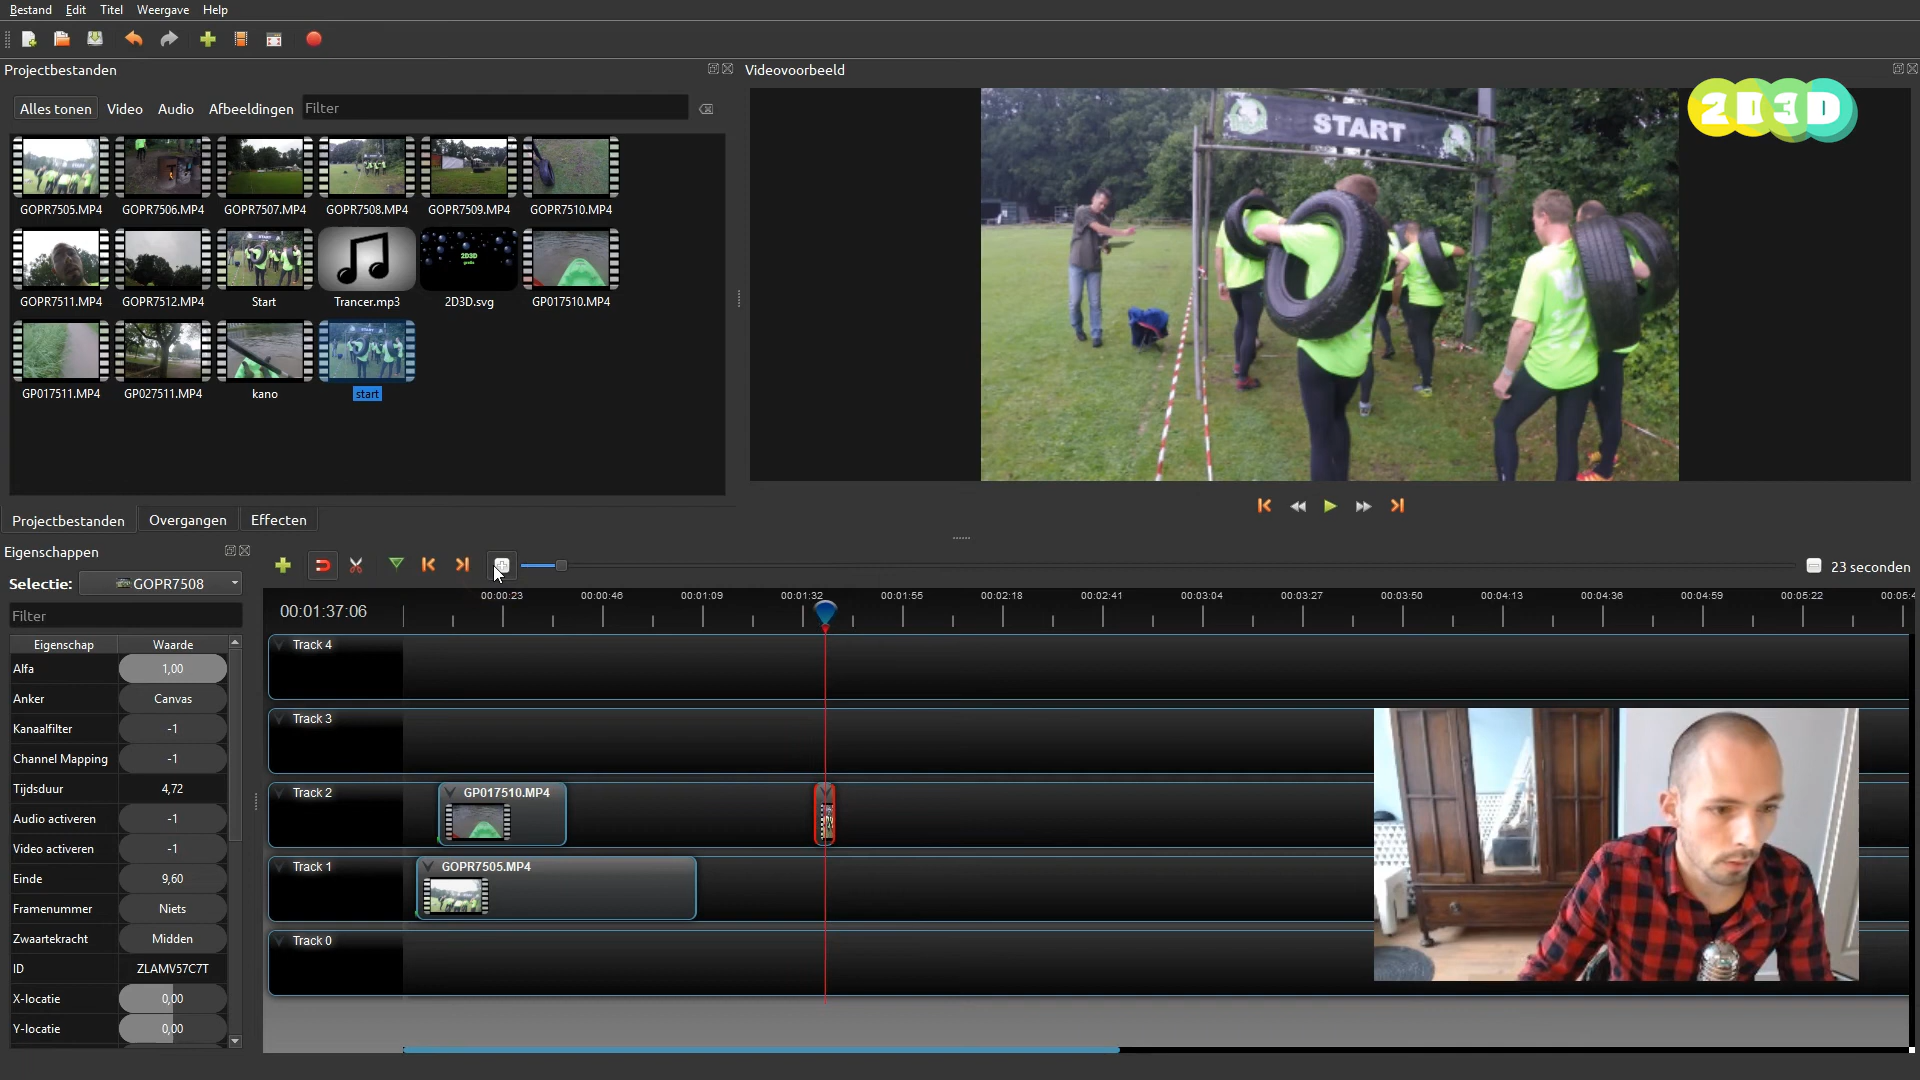 Bestand Edit Titel Weergave Help
Projectbestanden
Videovoorbeeld
Alles tonen Video Audio Afbeeldingen Filter
GOPR7505.MP4 GOPR7506.MP4 GOPR7507.MP4 GOPR7508.MP4 GOPR7509.MP4 GOPR7510.MP4
GOPR7511.MP4 GOPR7512.MP4 Start Trancer.mp3 2D3D.svg GP017510.MP4
GP017511.MP4 GP027511.MP4 kano start
START
2D3D
2D3D
Projectbestanden Overgangen Effecten
Eigenschappen
Selectie: GOPR7508
Filter
Eigenschap Waarde
Alfa 1,00
Anker Canvas
Kanaalfilter -1
Channel Mapping -1
Tijdsduur 4,72
Audio activeren -1
Video activeren -1
Einde 9,60
Framenummer Niets
Zwaartekracht Midden
ID ZLAMV57C7T
X-locatie 0,00
Y-locatie 0,00
23 seconden
00:01:37:06
00:00:23 00:00:46 00:01:09 00:01:32 00:01:55 00:02:18 00:02:41 00:03:04 00:03:27 00:03:50 00:04:13 00:04:36 00:04:59 00:05:22
Track 4
Track 3
Track 2
GP017510.MP4
Track 1
GOPR7505.MP4
Track 0